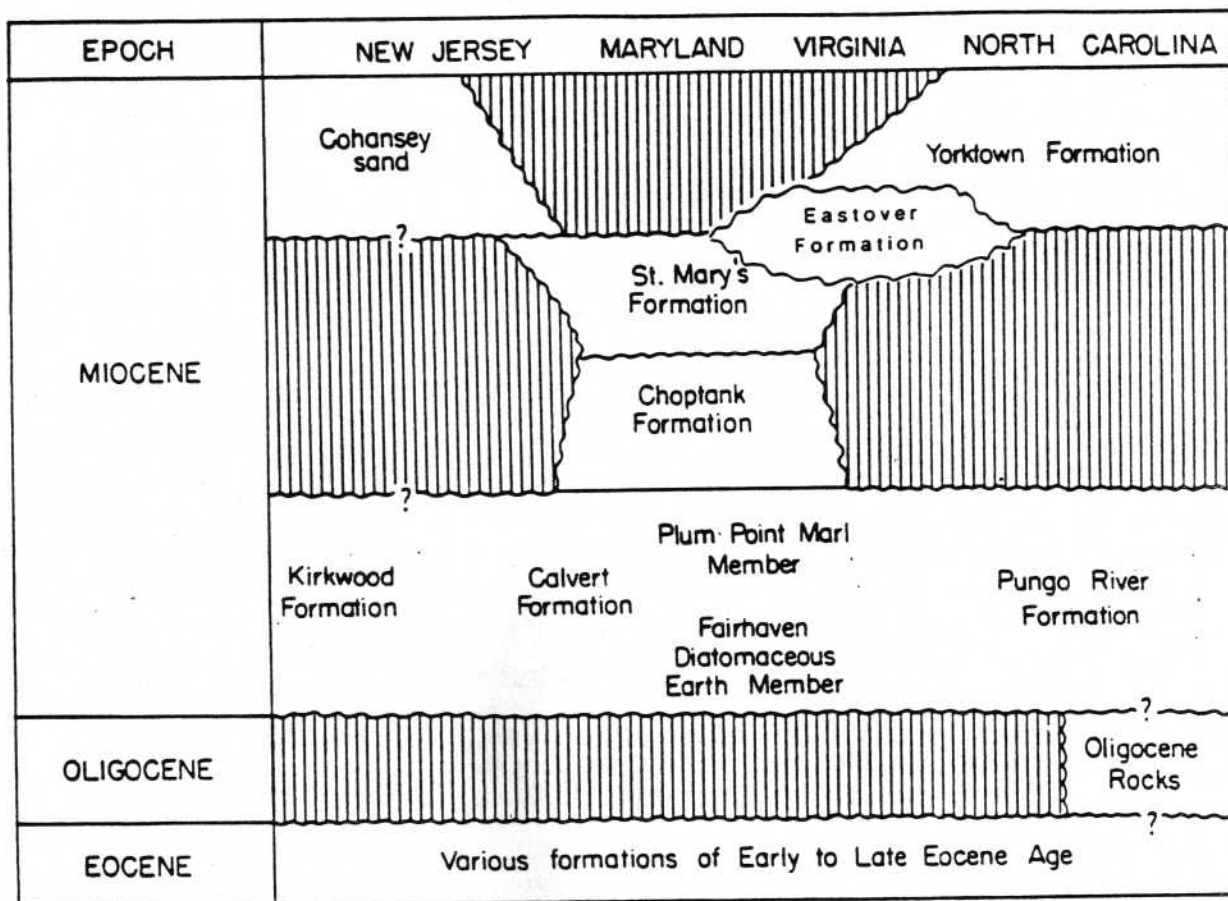 EPOCH
NEW JERSEY MARYLAND VIRGINIA NORTH CAROLINA
Cohansey
sand
Yorktown Formation
Eastover
Formation
?
St. Mary's
Formation
MIOCENE
Choptank
Formation
?
Plum Point Marl
Member
Kirkwood
Formation
Calvert
Formation
Pungo River
Formation
Fairhaven
Diatomaceous
Earth Member
?
OLIGOCENE
Oligocene
Rocks
?
EOCENE
Various formations of Early to Late Eocene Age